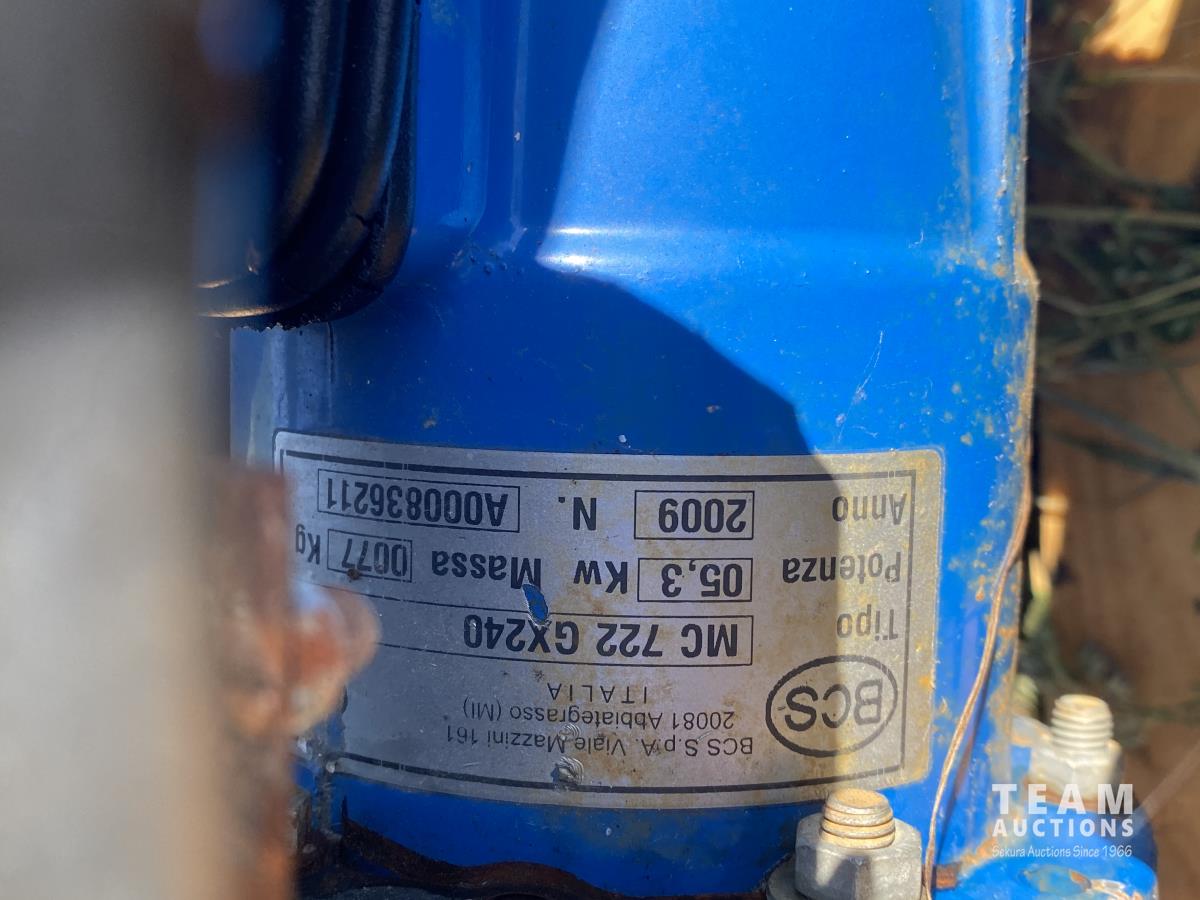 BCS
BCS S.p.A. Viale Mazzini 161
20081 Abbiategrasso (MI)
ITALIA
Tipo MC 722 GX240
Potenza 05,3 Kw Massa 0077 Kg
Anno 2009 N. A000836211
TEAM
AUCTIONS
Sekura Auctions Since 1966